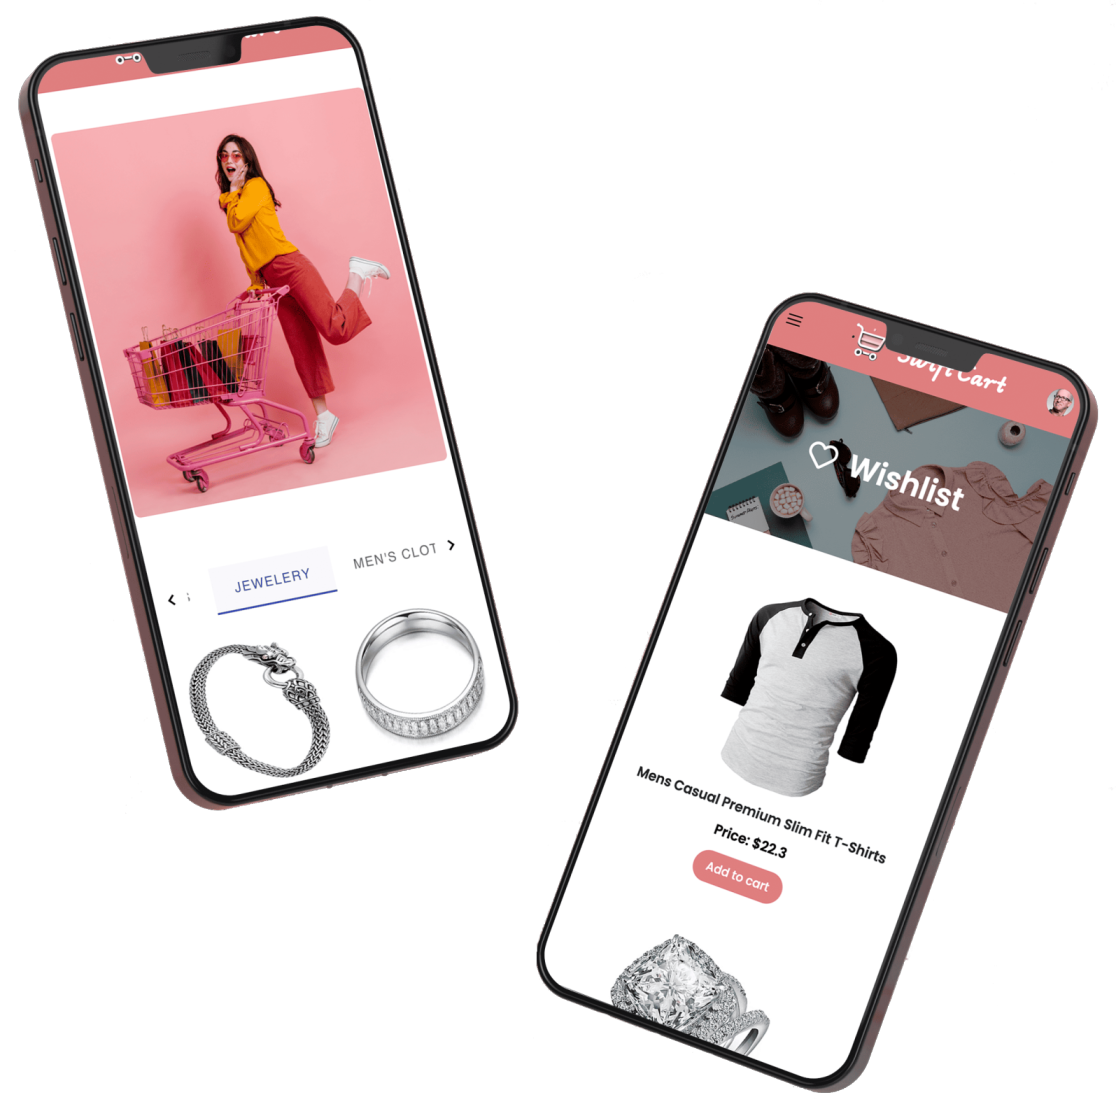 JEWELERY
MEN'S CLOT
Swift Cart
Wishlist
Mens Casual Premium Slim Fit T-Shirts
Price: $22.3
Add to cart